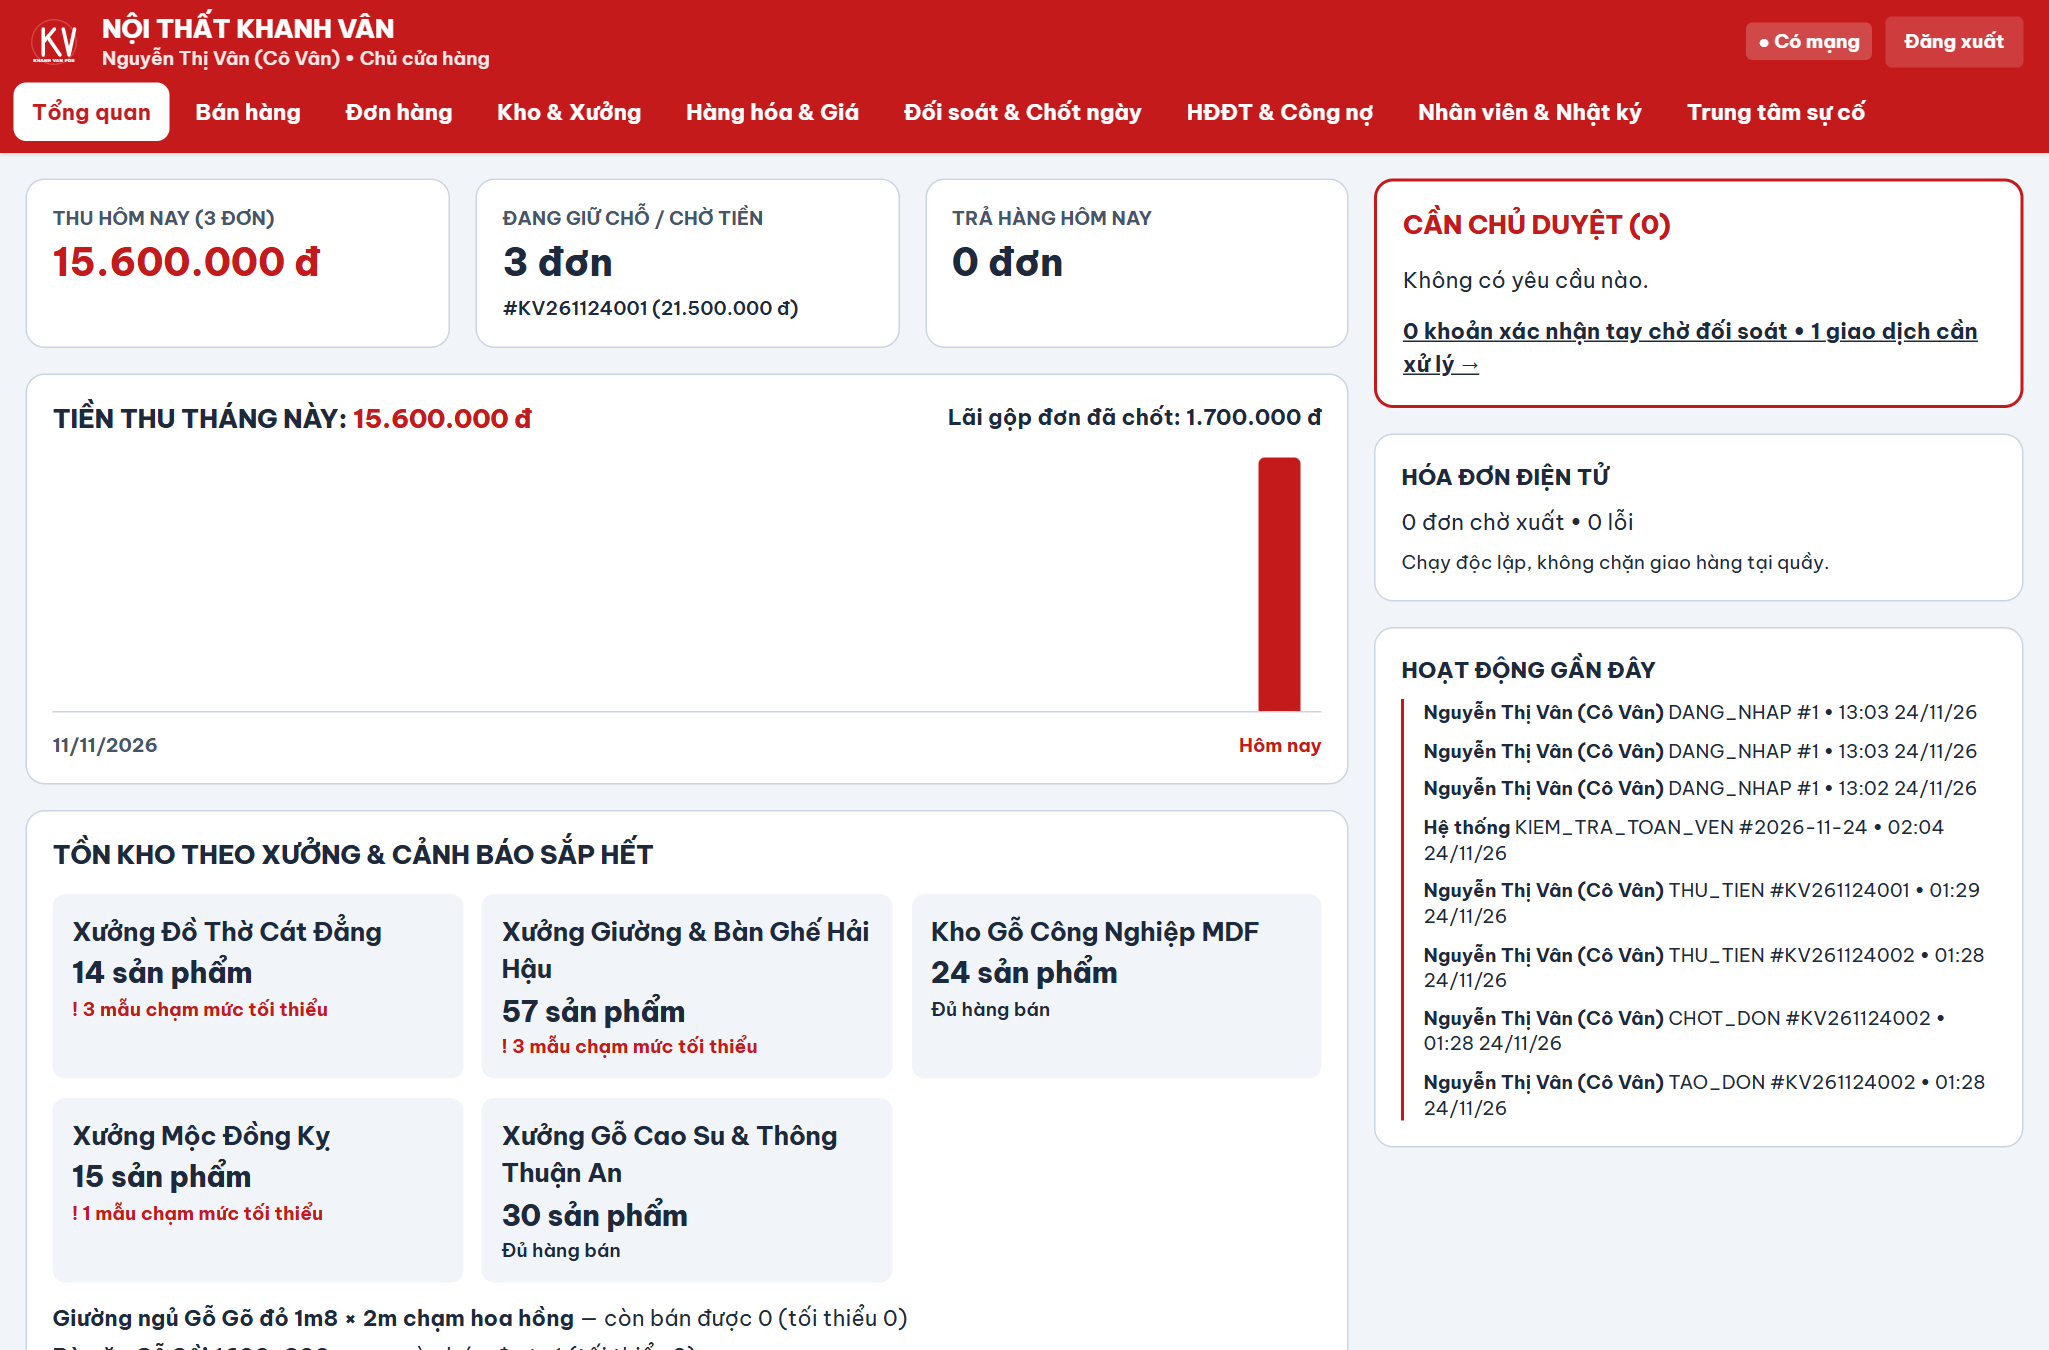 KV
KHANH VAN POS
NỘI THẤT KHANH VÂN
Nguyễn Thị Vân (Cô Vân) • Chủ cửa hàng
● Có mạng
Đăng xuất
Tổng quan
Bán hàng
Đơn hàng
Kho & Xưởng
Hàng hóa & Giá
Đối soát & Chốt ngày
HĐĐT & Công nợ
Nhân viên & Nhật ký
Trung tâm sự cố
THU HÔM NAY (3 ĐƠN)
15.600.000 đ
ĐANG GIỮ CHỖ / CHỜ TIỀN
3 đơn
#KV261124001 (21.500.000 đ)
TRẢ HÀNG HÔM NAY
0 đơn
TIỀN THU THÁNG NÀY: 15.600.000 đ
Lãi gộp đơn đã chốt: 1.700.000 đ
11/11/2026
Hôm nay
TỒN KHO THEO XƯỞNG & CẢNH BÁO SẮP HẾT
Xưởng Đồ Thờ Cát Đằng
14 sản phẩm
! 3 mẫu chạm mức tối thiểu
Xưởng Giường & Bàn Ghế Hải
Hậu
57 sản phẩm
! 3 mẫu chạm mức tối thiểu
Kho Gỗ Công Nghiệp MDF
24 sản phẩm
Đủ hàng bán
Xưởng Mộc Đồng Kỵ
15 sản phẩm
! 1 mẫu chạm mức tối thiểu
Xưởng Gỗ Cao Su & Thông
Thuận An
30 sản phẩm
Đủ hàng bán
Giường ngủ Gỗ Gõ đỏ 1m8 × 2m chạm hoa hồng — còn bán được 0 (tối thiểu 0)
CẦN CHỦ DUYỆT (0)
Không có yêu cầu nào.
0 khoản xác nhận tay chờ đối soát • 1 giao dịch cần
xử lý →
HÓA ĐƠN ĐIỆN TỬ
0 đơn chờ xuất • 0 lỗi
Chạy độc lập, không chặn giao hàng tại quầy.
HOẠT ĐỘNG GẦN ĐÂY
Nguyễn Thị Vân (Cô Vân) DANG_NHAP #1 • 13:03 24/11/26
Nguyễn Thị Vân (Cô Vân) DANG_NHAP #1 • 13:03 24/11/26
Nguyễn Thị Vân (Cô Vân) DANG_NHAP #1 • 13:02 24/11/26
Hệ thống KIEM_TRA_TOAN_VEN #2026-11-24 • 02:04
24/11/26
Nguyễn Thị Vân (Cô Vân) THU_TIEN #KV261124001 • 01:29
24/11/26
Nguyễn Thị Vân (Cô Vân) THU_TIEN #KV261124002 • 01:28
24/11/26
Nguyễn Thị Vân (Cô Vân) CHOT_DON #KV261124002 •
01:28 24/11/26
Nguyễn Thị Vân (Cô Vân) TAO_DON #KV261124002 • 01:28
24/11/26